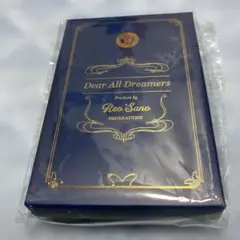 Dear All Dreamers
Produce by
Reo Sano
GENERATIONS